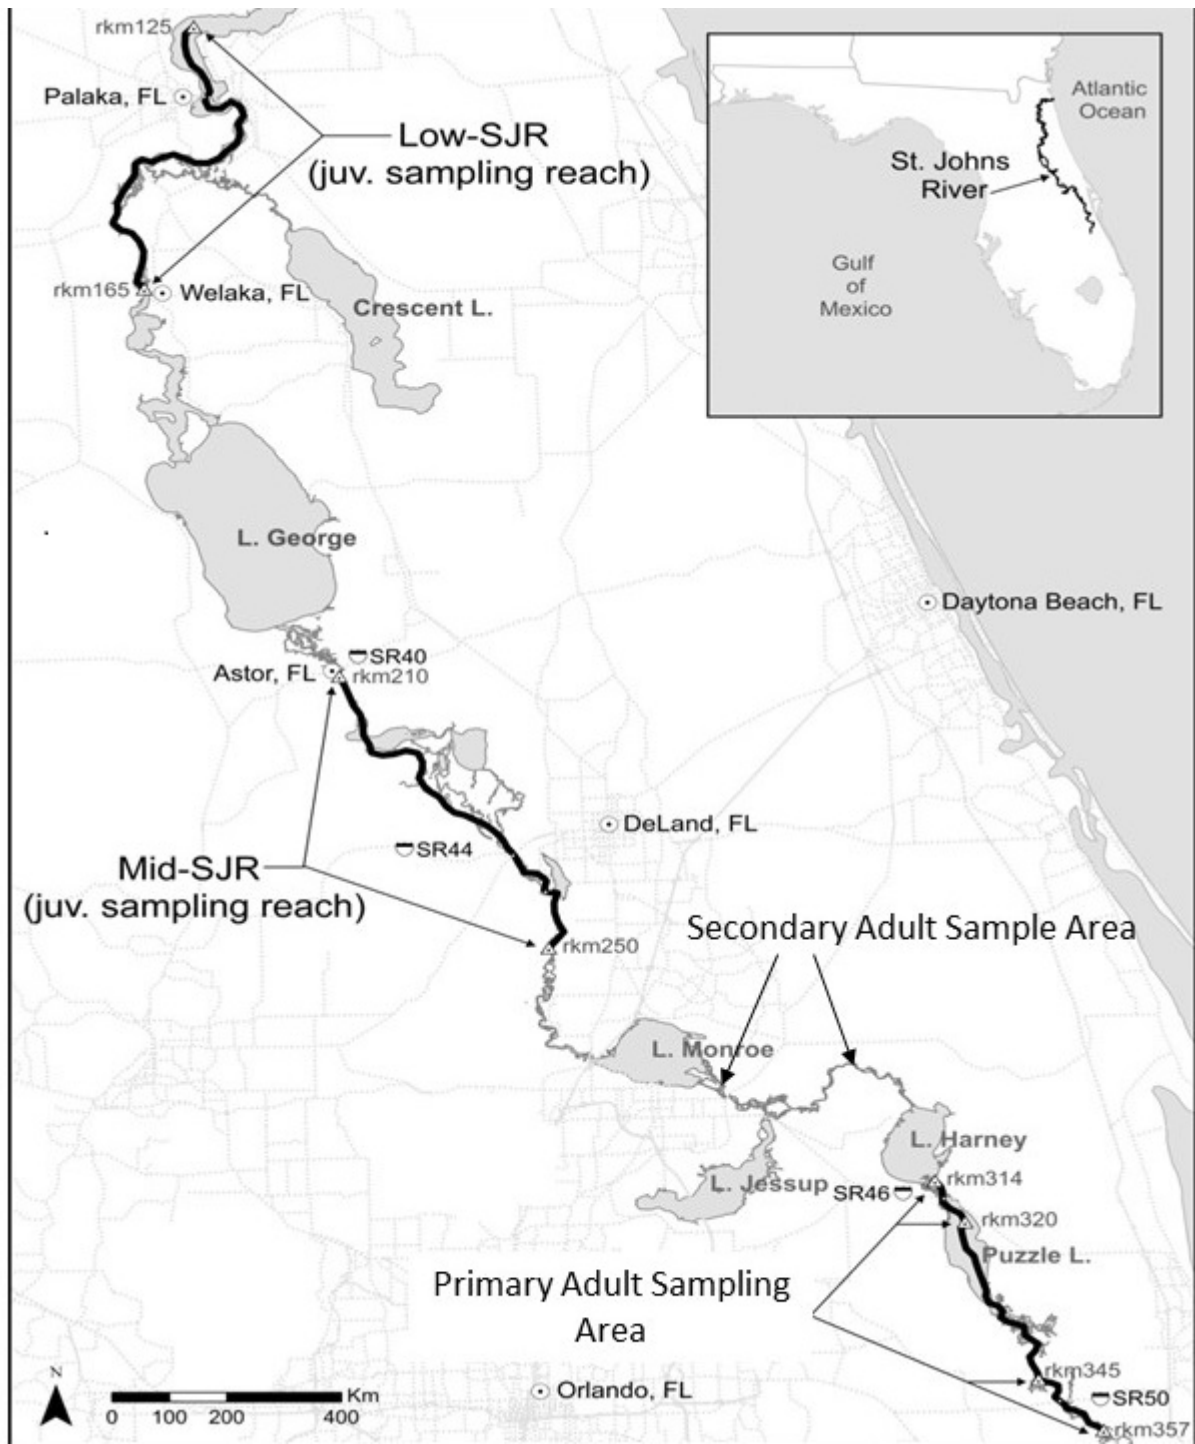 rkm125
Palaka, FL
Low-SJR
(juv. sampling reach)
rkm165
Welaka, FL
Crescent L.
Atlantic
Ocean
St. Johns
River
Gulf
of
Mexico
L. George
Daytona Beach, FL
SR40
Astor, FL
rkm210
DeLand, FL
SR44
Mid-SJR
(juv. sampling reach)
rkm250
Secondary Adult Sample Area
L. Monroe
L. Harney
L. Jessup
SR46
rkm314
rkm320
Puzzle L.
Primary Adult Sampling
Area
rkm345
SR50
rkm357
Orlando, FL
N
Km
0 100 200 400